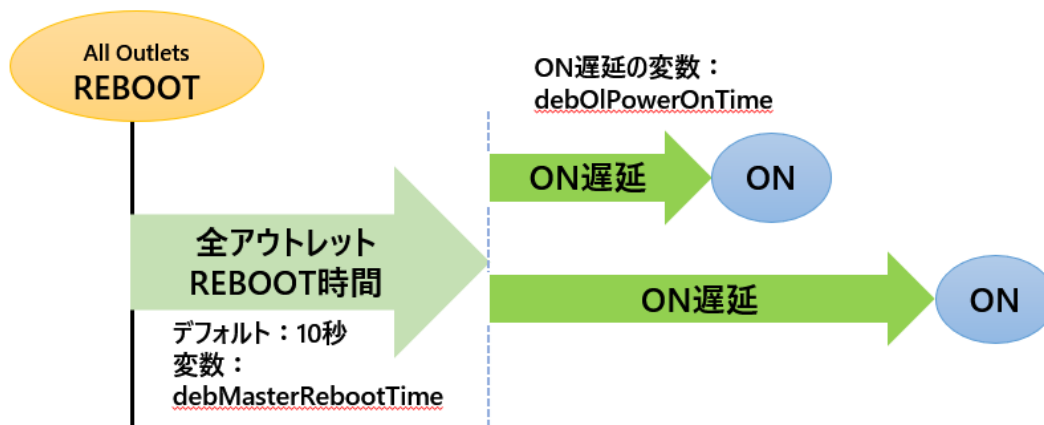 All Outlets
REBOOT
ON遅延の変数：
debOlPowerOnTime
ON遅延
ON
全アウトレット
REBOOT時間
ON遅延
ON
デフォルト：10秒
変数：
debMasterRebootTime